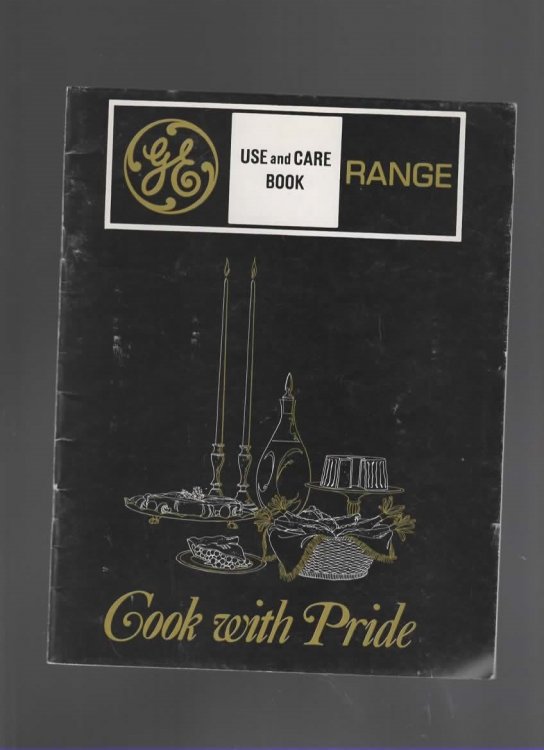 GE
USE and CARE
BOOK
RANGE
Cook with Pride